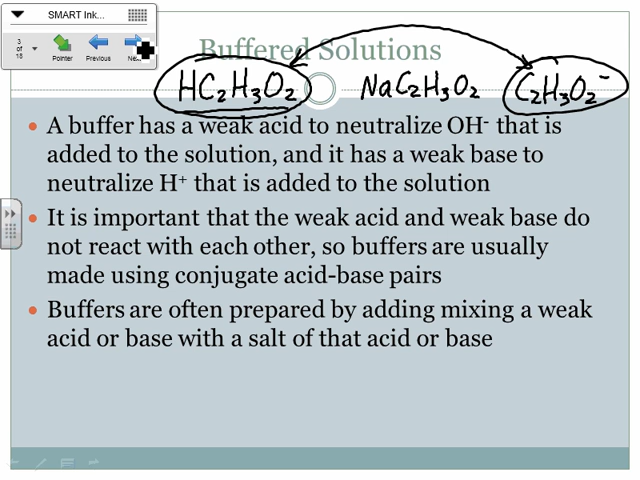 SMART Ink...
3
of
18
Pointer
Previous
Buffered Solutions
HC₂H₃O₂ NaC₂H₃O₂ C₂H₃O₂⁻
• A buffer has a weak acid to neutralize OH⁻ that is
added to the solution, and it has a weak base to
neutralize H⁺ that is added to the solution
• It is important that the weak acid and weak base do
not react with each other, so buffers are usually
made using conjugate acid-base pairs
• Buffers are often prepared by adding mixing a weak
acid or base with a salt of that acid or base